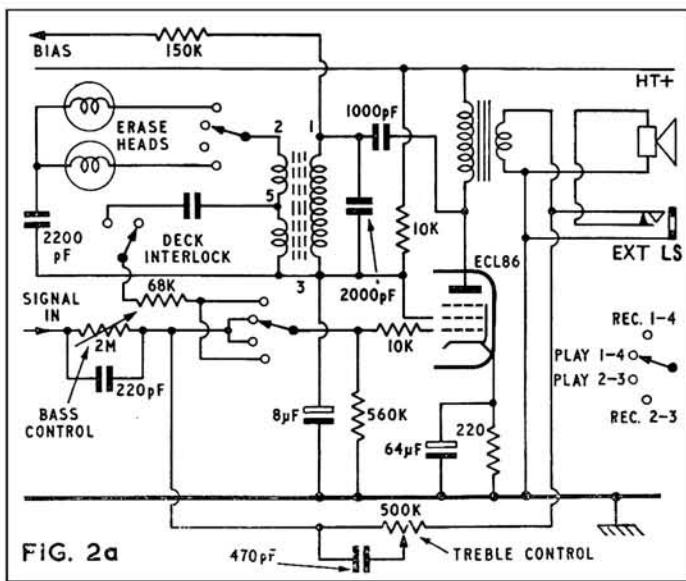 BIAS
150K
HT+
1000pF
ERASE
HEADS
2
1
5
3
2200
pF
DECK
INTERLOCK
2000pF
10K
ECL86
EXT LS
SIGNAL
IN
68K
2M
220pF
BASS
CONTROL
10K
REC. 1-4
PLAY 1-4
PLAY 2-3
REC. 2-3
8µF
560K
64µF
220
500K
470pF
TREBLE CONTROL
FIG. 2a